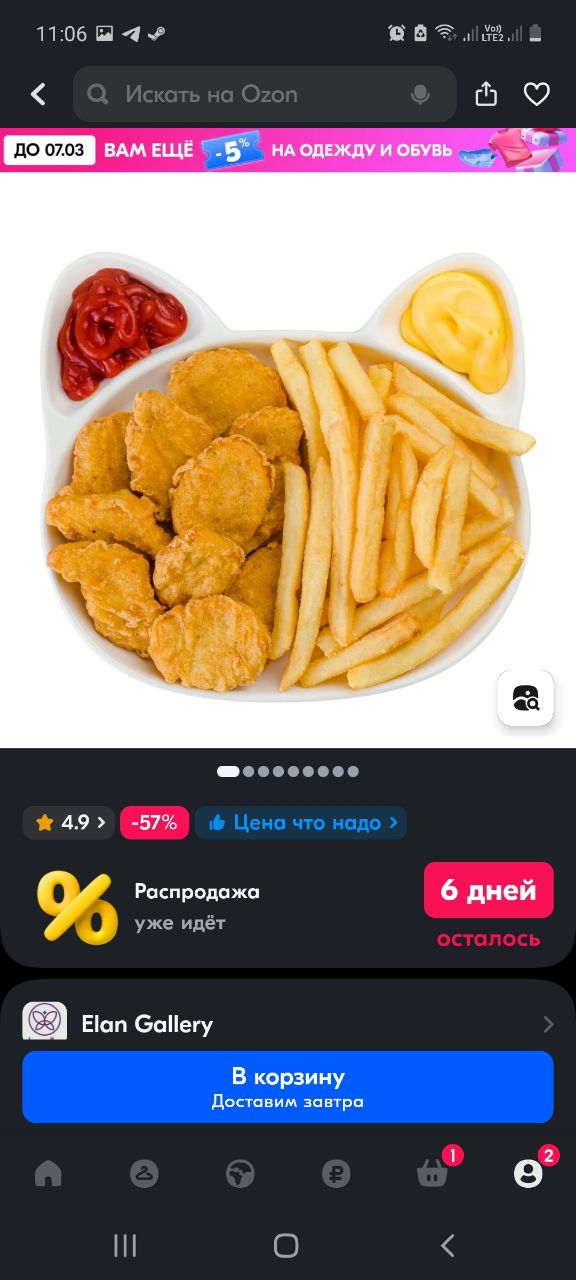 11:06
Vo))
LTE2
Искать на Ozon
ДО 07.03
ВАМ ЕЩЁ
-5%
НА ОДЕЖДУ И ОБУВЬ
4.9
-57%
Цена что надо
Распродажа
уже идёт
6 дней
осталось
Elan Gallery
В корзину
Доставим завтра
1
2